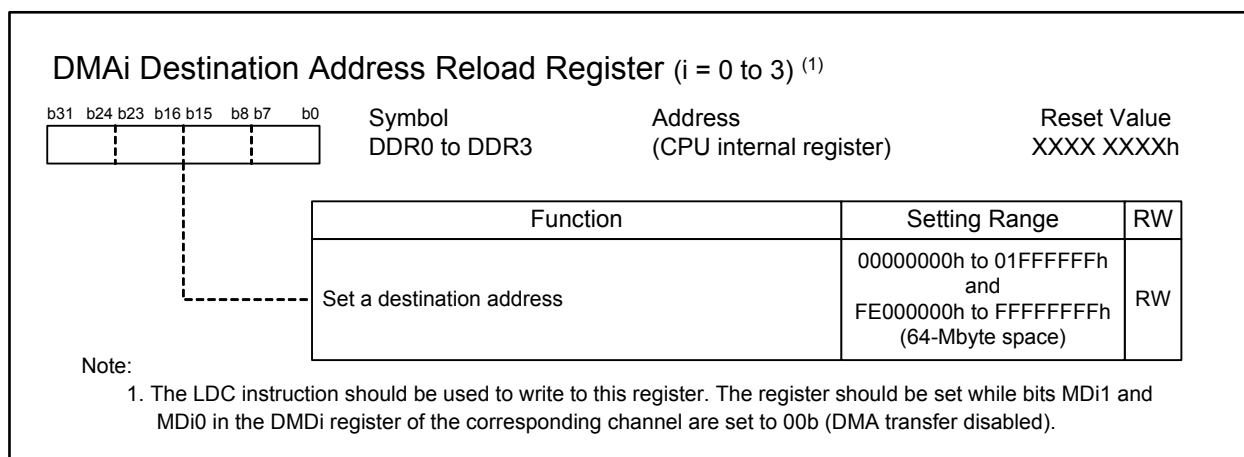 DMAi Destination Address Reload Register (i = 0 to 3) (1)
b31 b24 b23 b16 b15 b8 b7 b0
Symbol Address Reset Value
DDR0 to DDR3 (CPU internal register) XXXX XXXXh
Function Setting Range RW
Set a destination address
00000000h to 01FFFFFFh
and
FE000000h to FFFFFFFFh
(64-Mbyte space)
RW
Note:
1. The LDC instruction should be used to write to this register. The register should be set while bits MDi1 and
MDi0 in the DMDi register of the corresponding channel are set to 00b (DMA transfer disabled).